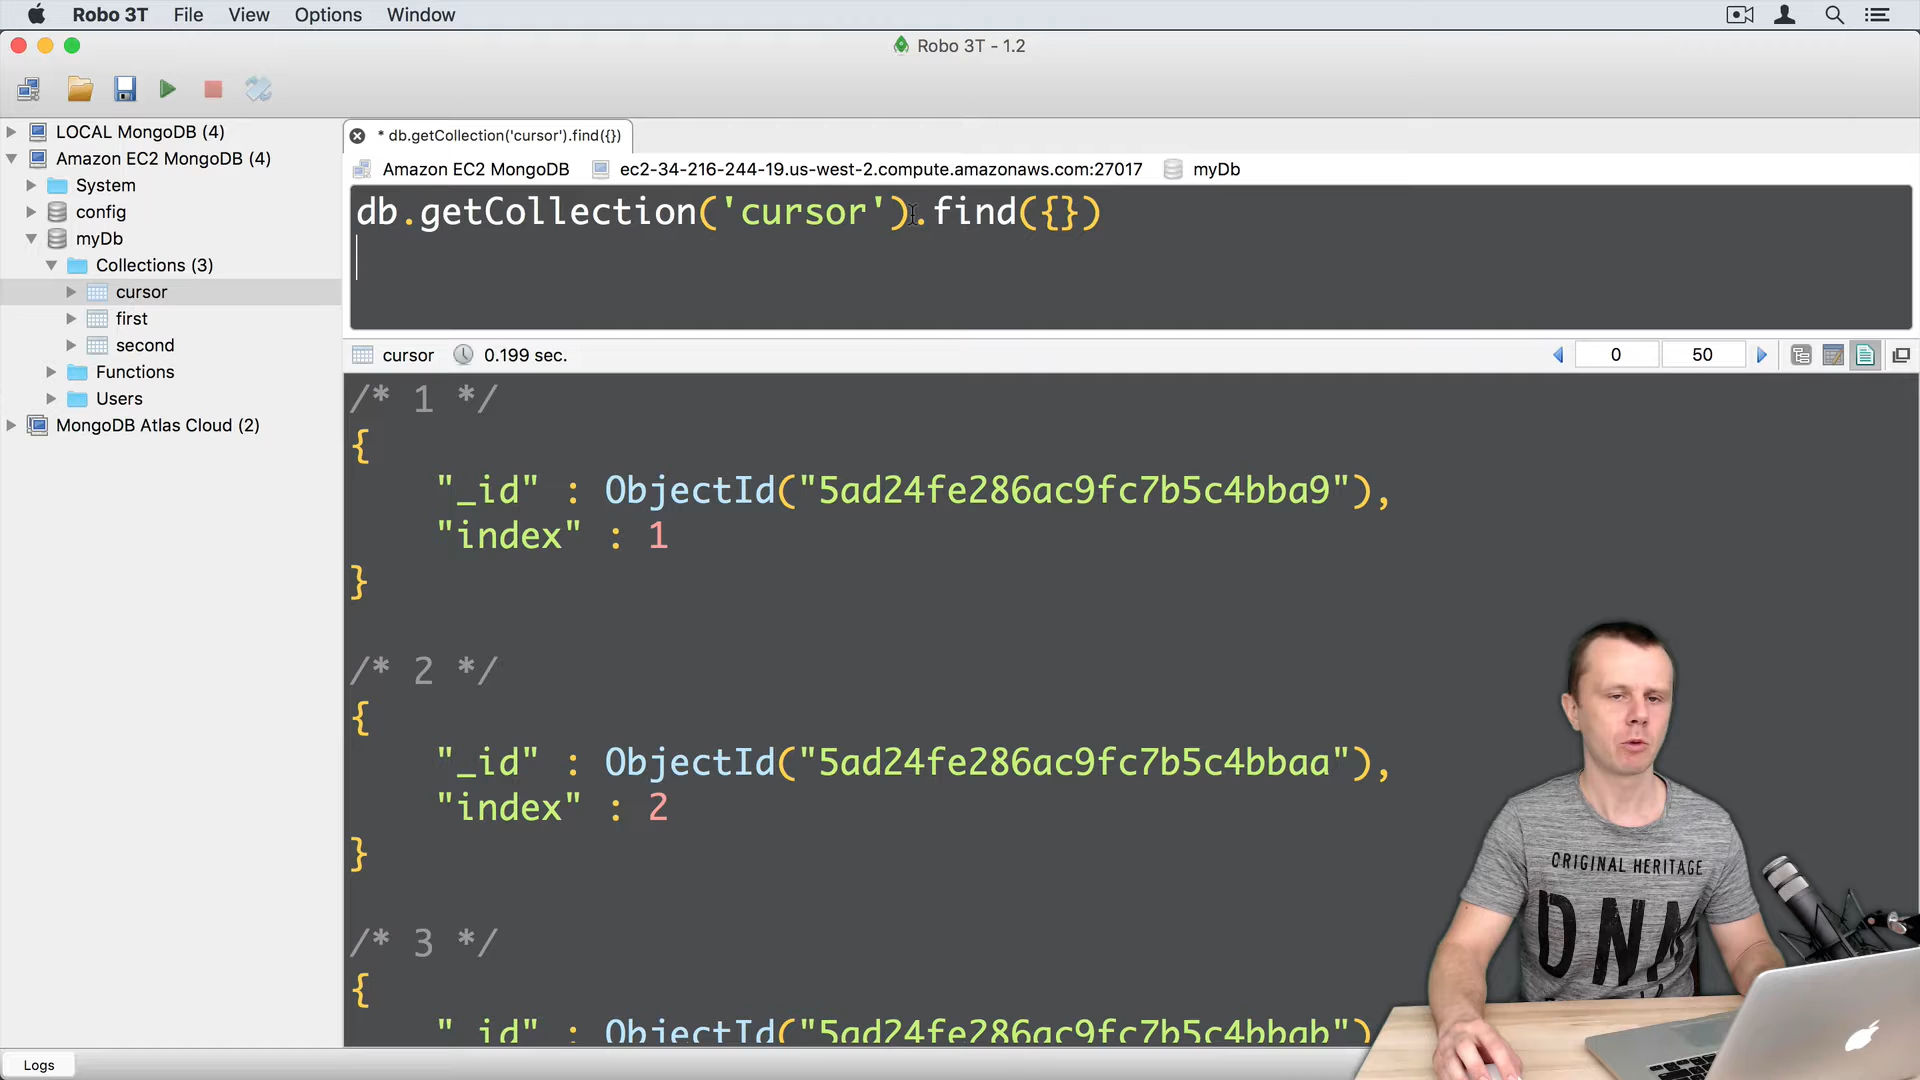 Robo 3T File View Options Window
Robo 3T - 1.2
LOCAL MongoDB (4)
Amazon EC2 MongoDB (4)
System
config
myDb
Collections (3)
cursor
first
second
Functions
Users
MongoDB Atlas Cloud (2)
* db.getCollection('cursor').find({})
Amazon EC2 MongoDB ec2-34-216-244-19.us-west-2.compute.amazonaws.com:27017 myDb
db.getCollection('cursor').find({})
cursor 0.199 sec. 0 50
/* 1 */
{
"_id" : ObjectId("5ad24fe286ac9fc7b5c4bba9"),
"index" : 1
}
/* 2 */
{
"_id" : ObjectId("5ad24fe286ac9fc7b5c4bbaa"),
"index" : 2
}
/* 3 */
{
"_id" : ObjectId("5ad24fe286ac9fc7b5c4bbab")
ORIGINAL HERITAGE
DNA
Logs